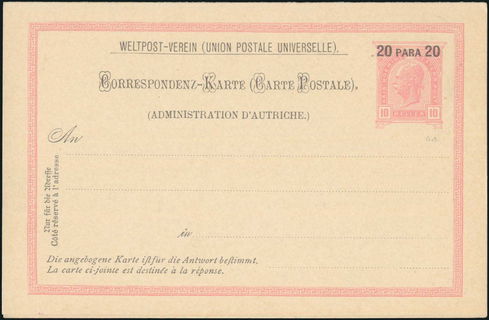 WELTPOST-VEREIN (UNION POSTALE UNIVERSELLE).
20 PARA 20
CORRESPONDENZ-KARTE (CARTE POSTALE).
(ADMINISTRATION D'AUTRICHE.)
10 HELLER 10
An
Nur für die Adresse
Côté réservé à l'adresse
in
Die angebogene Karte ist für die Antwort bestimmt.
La carte ci-jointe est destinée à la réponse.